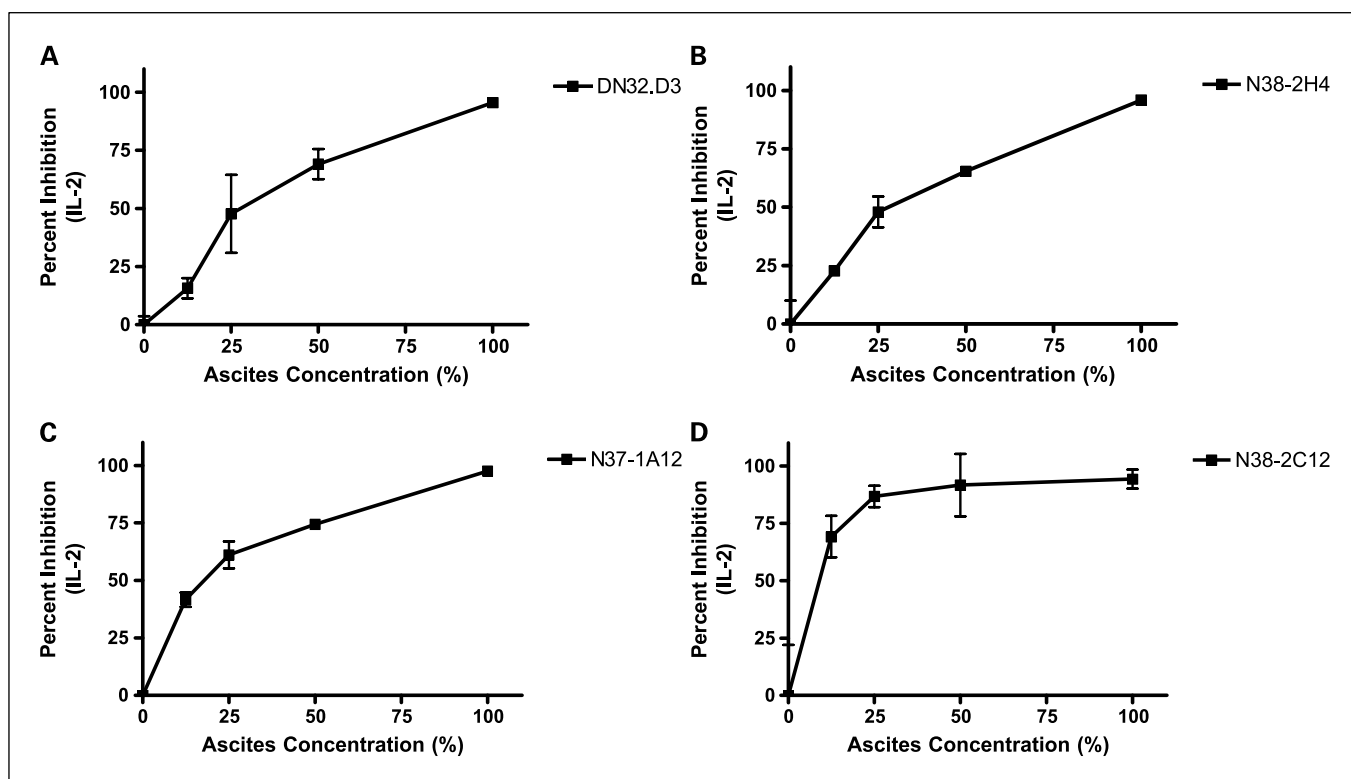 A
DN32.D3
100
75
50
25
0
Percent Inhibition
(IL-2)
0 25 50 75 100
Ascites Concentration (%)
B
N38-2H4
100
75
50
25
0
Percent Inhibition
(IL-2)
0 25 50 75 100
Ascites Concentration (%)
C
N37-1A12
100
75
50
25
0
Percent Inhibition
(IL-2)
0 25 50 75 100
Ascites Concentration (%)
D
N38-2C12
100
75
50
25
0
Percent Inhibition
(IL-2)
0 25 50 75 100
Ascites Concentration (%)